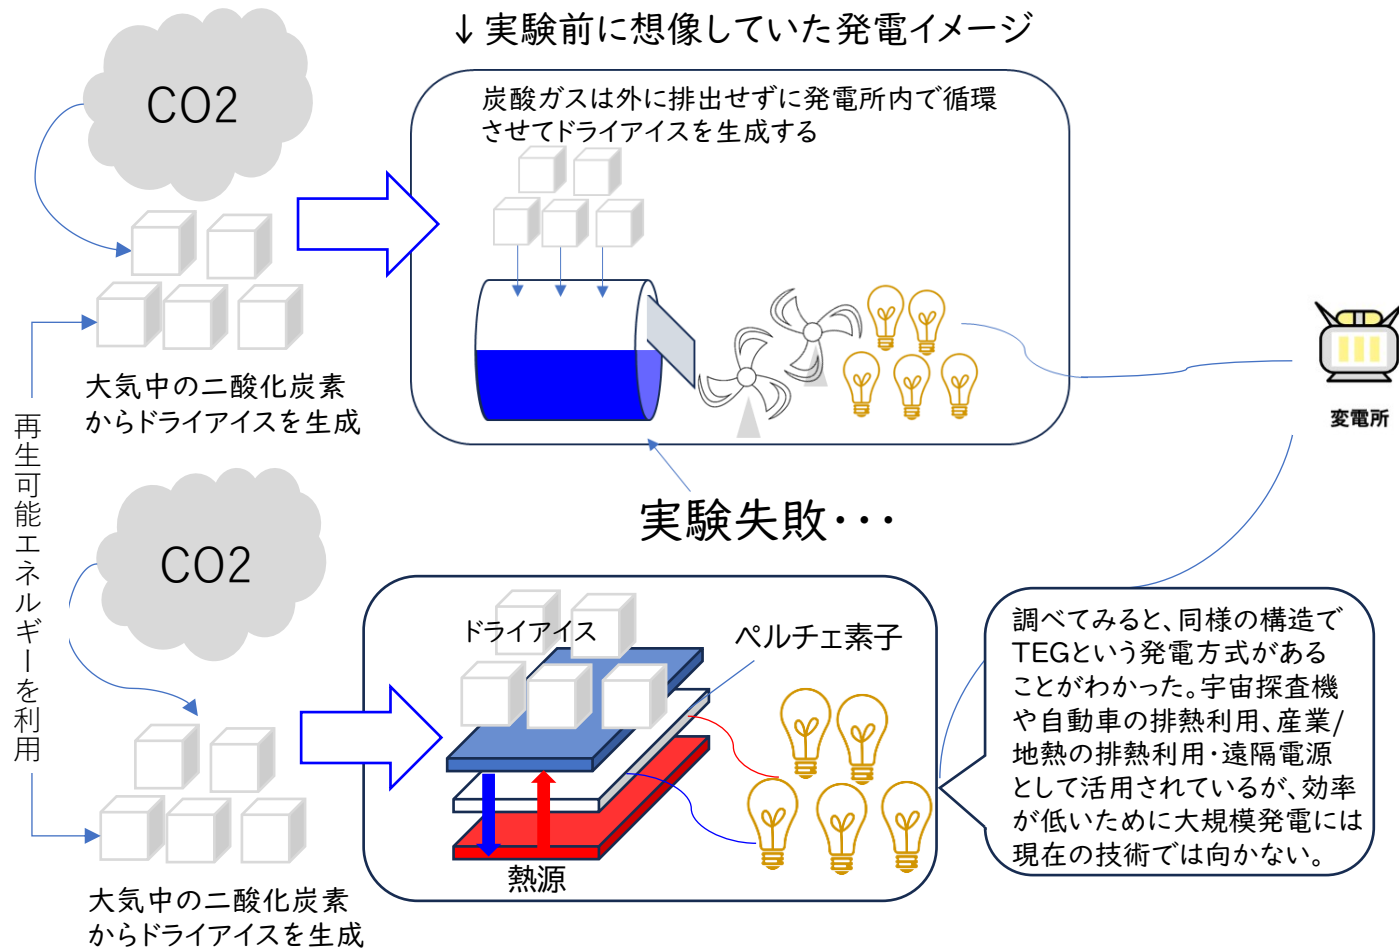 ↓実験前に想像していた発電イメージ
CO2
炭酸ガスは外に排出せずに発電所内で循環
させてドライアイスを生成する
大気中の二酸化炭素
からドライアイスを生成
変電所
再生可能エネルギーを利用
実験失敗･･･
CO2
ドライアイス
ペルチェ素子
熱源
調べてみると、同様の構造で
TEGという発電方式がある
ことがわかった。宇宙探査機
や自動車の排熱利用、産業/
地熱の排熱利用・遠隔電源
として活用されているが、効率
が低いために大規模発電には
現在の技術では向かない。
大気中の二酸化炭素
からドライアイスを生成